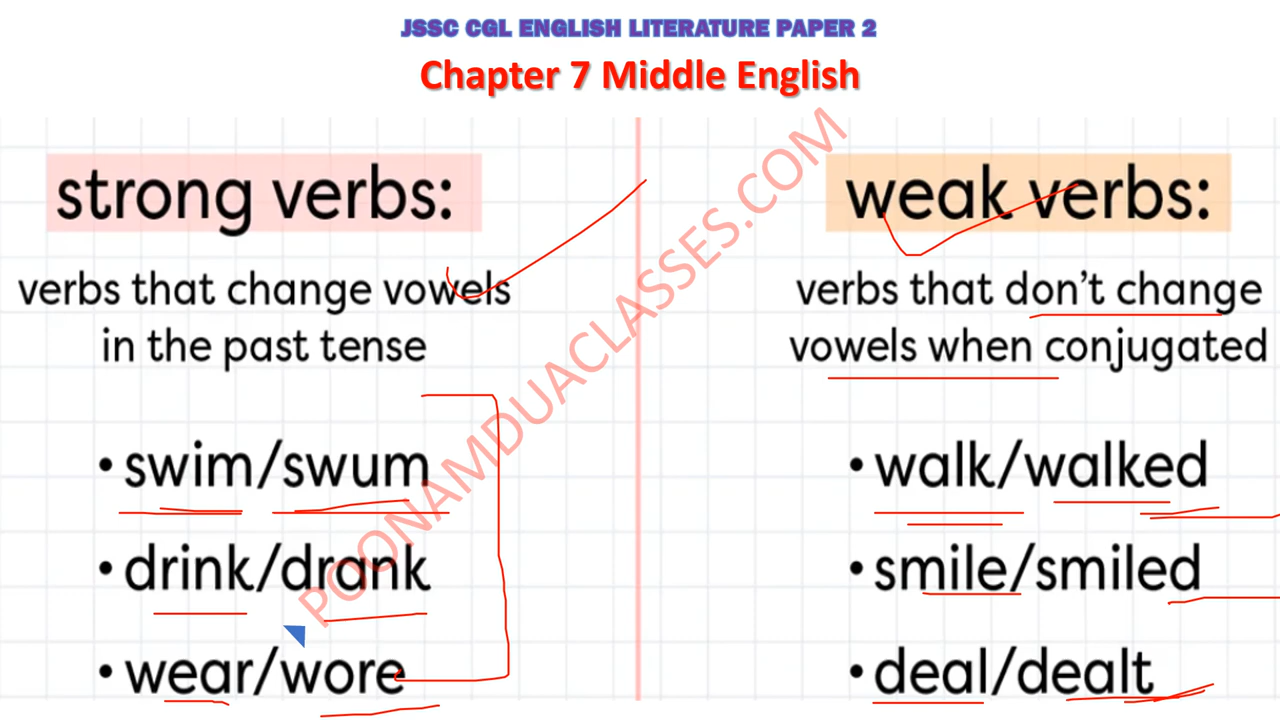 JSSC CGL ENGLISH LITERATURE PAPER 2
Chapter 7 Middle English
strong verbs:
verbs that change vowels
in the past tense
• swim/swum
• drink/drank
• wear/wore
weak verbs:
verbs that don't change
vowels when conjugated
• walk/walked
• smile/smiled
• deal/dealt
POONAMDUACLASSES.COM